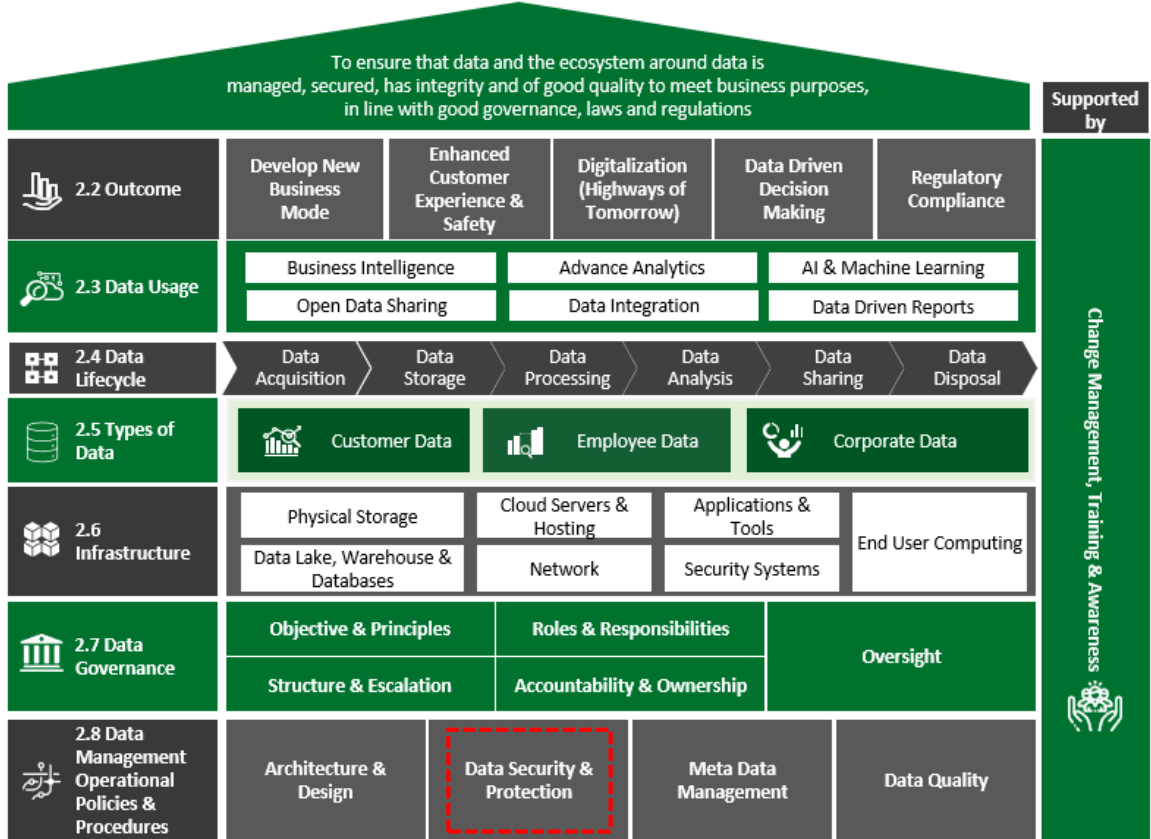 To ensure that data and the ecosystem around data is
managed, secured, has integrity and of good quality to meet business purposes,
in line with good governance, laws and regulations
Supported
by
2.2 Outcome
Develop New
Business
Mode
Enhanced
Customer
Experience &
Safety
Digitalization
(Highways of
Tomorrow)
Data Driven
Decision
Making
Regulatory
Compliance
2.3 Data Usage
Business Intelligence
Advance Analytics
AI & Machine Learning
Open Data Sharing
Data Integration
Data Driven Reports
2.4 Data
Lifecycle
Data
Acquisition
Data
Storage
Data
Processing
Data
Analysis
Data
Sharing
Data
Disposal
2.5 Types of
Data
Customer Data
Employee Data
Corporate Data
2.6
Infrastructure
Physical Storage
Cloud Servers &
Hosting
Applications &
Tools
End User Computing
Data Lake, Warehouse &
Databases
Network
Security Systems
2.7 Data
Governance
Objective & Principles
Roles & Responsibilities
Oversight
Structure & Escalation
Accountability & Ownership
2.8 Data
Management
Operational
Policies &
Procedures
Architecture &
Design
Data Security &
Protection
Meta Data
Management
Data Quality
Change Management, Training & Awareness